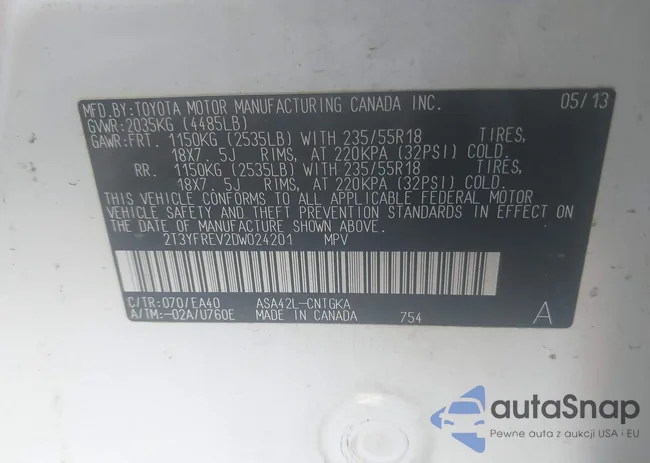 MFD.BY:TOYOTA MOTOR MANUFACTURING CANADA INC. 05/13
GVWR:2035KG (4485LB)
GAWR:FRT. 1150KG (2535LB) WITH 235/55R18 TIRES,
18X7.5J RIMS, AT 220KPA (32PSI) COLD.
RR. 1150KG (2535LB) WITH 235/55R18 TIRES,
18X7.5J RIMS, AT 220KPA (32PSI) COLD.
THIS VEHICLE CONFORMS TO ALL APPLICABLE FEDERAL MOTOR
VEHICLE SAFETY AND THEFT PREVENTION STANDARDS IN EFFECT ON
THE DATE OF MANUFACTURE SHOWN ABOVE.
2T3YFREV2DW024201 MPV
C/TR:070/EA40 ASA42L-CNTGKA
A/TM:-02A/U760E MADE IN CANADA 754 A
autaSnap
Pewne auta z aukcji USA i EU